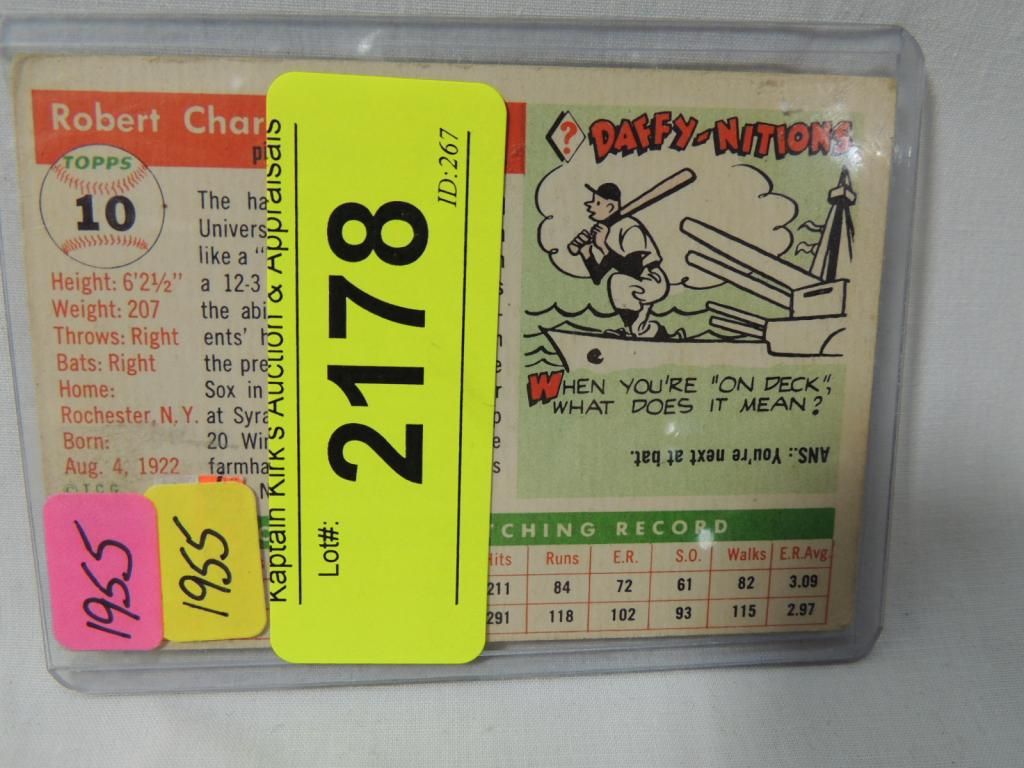 Robert Char
pi
TOPPS
10
Height: 6'2½"
Weight: 207
Throws: Right
Bats: Right
Home:
Rochester, N.Y.
Born:
Aug. 4, 1922
© T.C.G.
The ha
Univers
like a "
a 12-3
the abi
ents' h
the pre
Sox in
at Syra
20 Wir
farmha
1955
1955
Kaptain Kirk's Auction & Appraisals
Lot#:
2178
ID:267
? DAFFY-NITIONS
WHEN YOU'RE "ON DECK",
WHAT DOES IT MEAN?
ANS.: You're next at bat.
TCHING RECORD
Hits Runs E.R. S.O. Walks E.R.Avg.
211 84 72 61 82 3.09
291 118 102 93 115 2.97